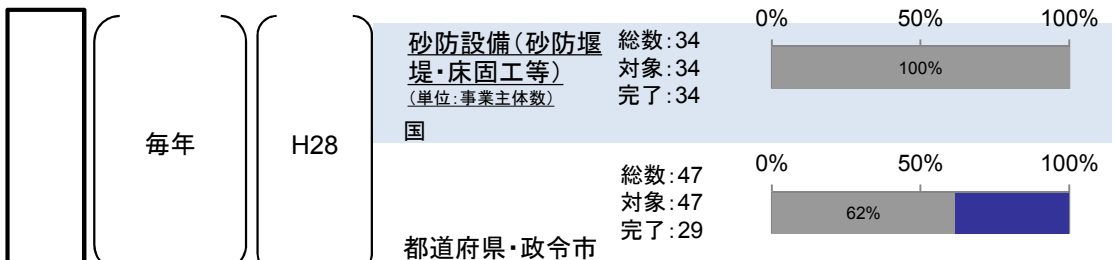 毎年
H28
砂防設備(砂防堰
堤・床固工等)
(単位:事業主体数)
国
総数:34
対象:34
完了:34
0% 50% 100%
100%
都道府県・政令市
総数:47
対象:47
完了:29
0% 50% 100%
62%